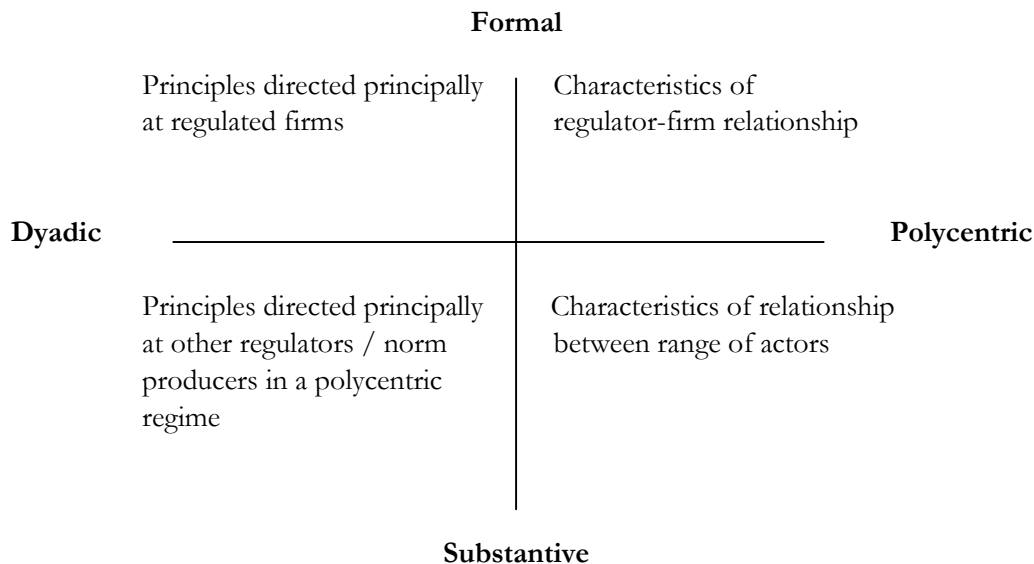 Formal
Principles directed principally
at regulated firms
Characteristics of
regulator-firm relationship
Dyadic
Polycentric
Principles directed principally
at other regulators / norm
producers in a polycentric
regime
Characteristics of relationship
between range of actors
Substantive